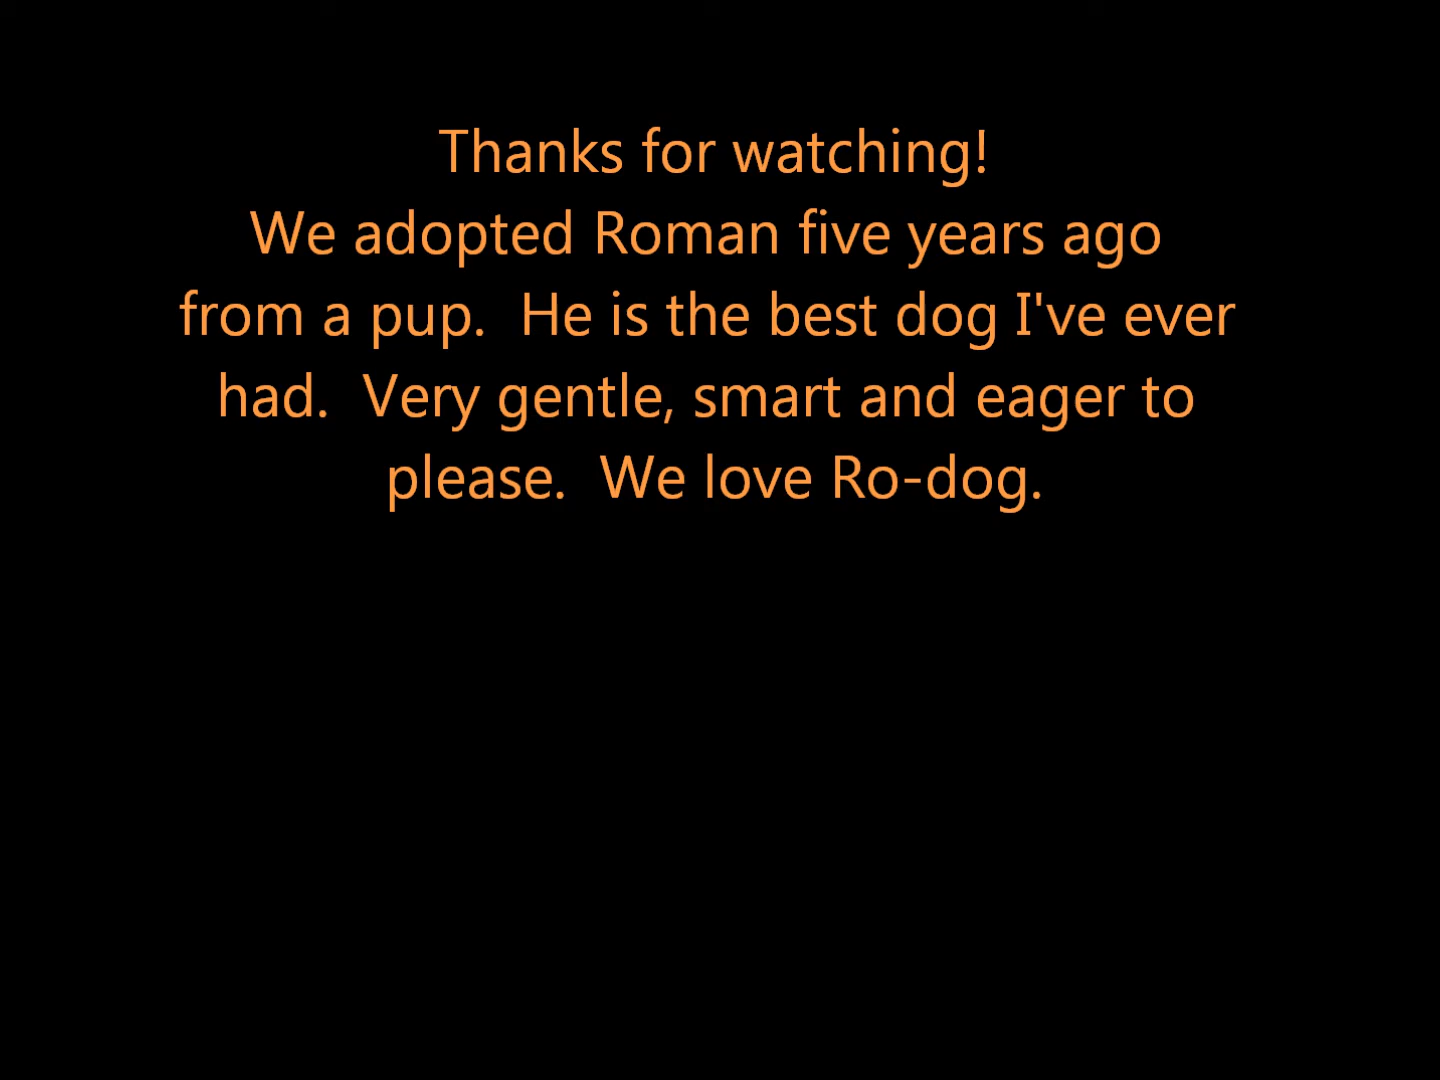 Thanks for watching!
We adopted Roman five years ago
from a pup.  He is the best dog I've ever
had.  Very gentle, smart and eager to
please.  We love Ro-dog.